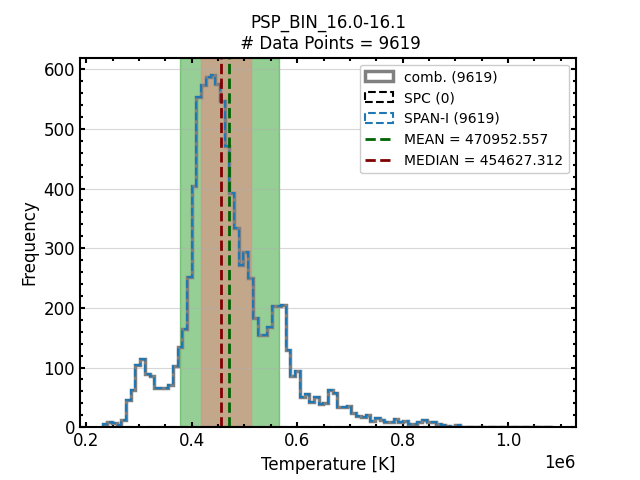 PSP_BIN_16.0-16.1
# Data Points = 9619
comb. (9619)
SPC (0)
SPAN-I (9619)
MEAN = 470952.557
MEDIAN = 454627.312
Frequency
600
500
400
300
200
100
0
0.2 0.4 0.6 0.8 1.0
1e6
Temperature [K]